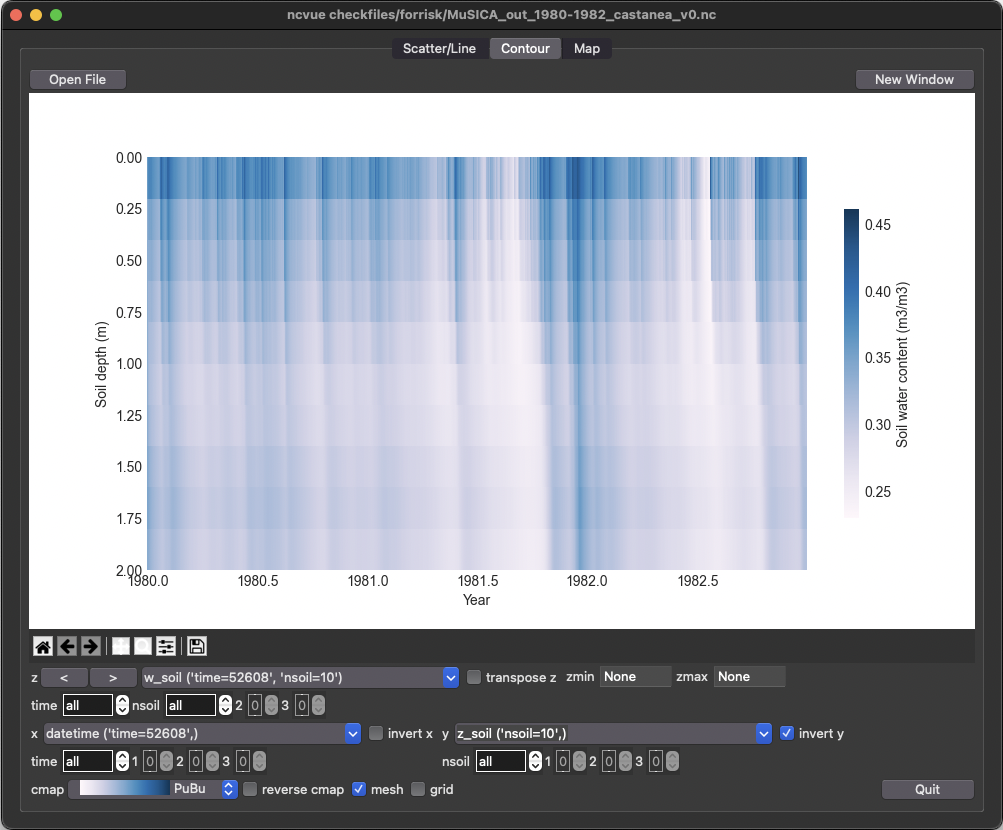 ncvue checkfiles/forrisk/MuSICA_out_1980-1982_castanea_v0.nc
Scatter/Line Contour Map
Open File New Window
0.00
0.25
0.50
0.75
1.00
1.25
1.50
1.75
2.00
Soil depth (m)
1980.0 1980.5 1981.0 1981.5 1982.0 1982.5
Year
0.45
0.40
0.35
0.30
0.25
Soil water content (m3/m3)
z < > w_soil ('time=52608', 'nsoil=10') transpose z zmin None zmax None
time all nsoil all 2 0 3 0
x datetime ('time=52608',) invert x y z_soil ('nsoil=10',) invert y
time all 1 0 2 0 3 0 nsoil all 1 0 2 0 3 0
cmap PuBu reverse cmap mesh grid Quit